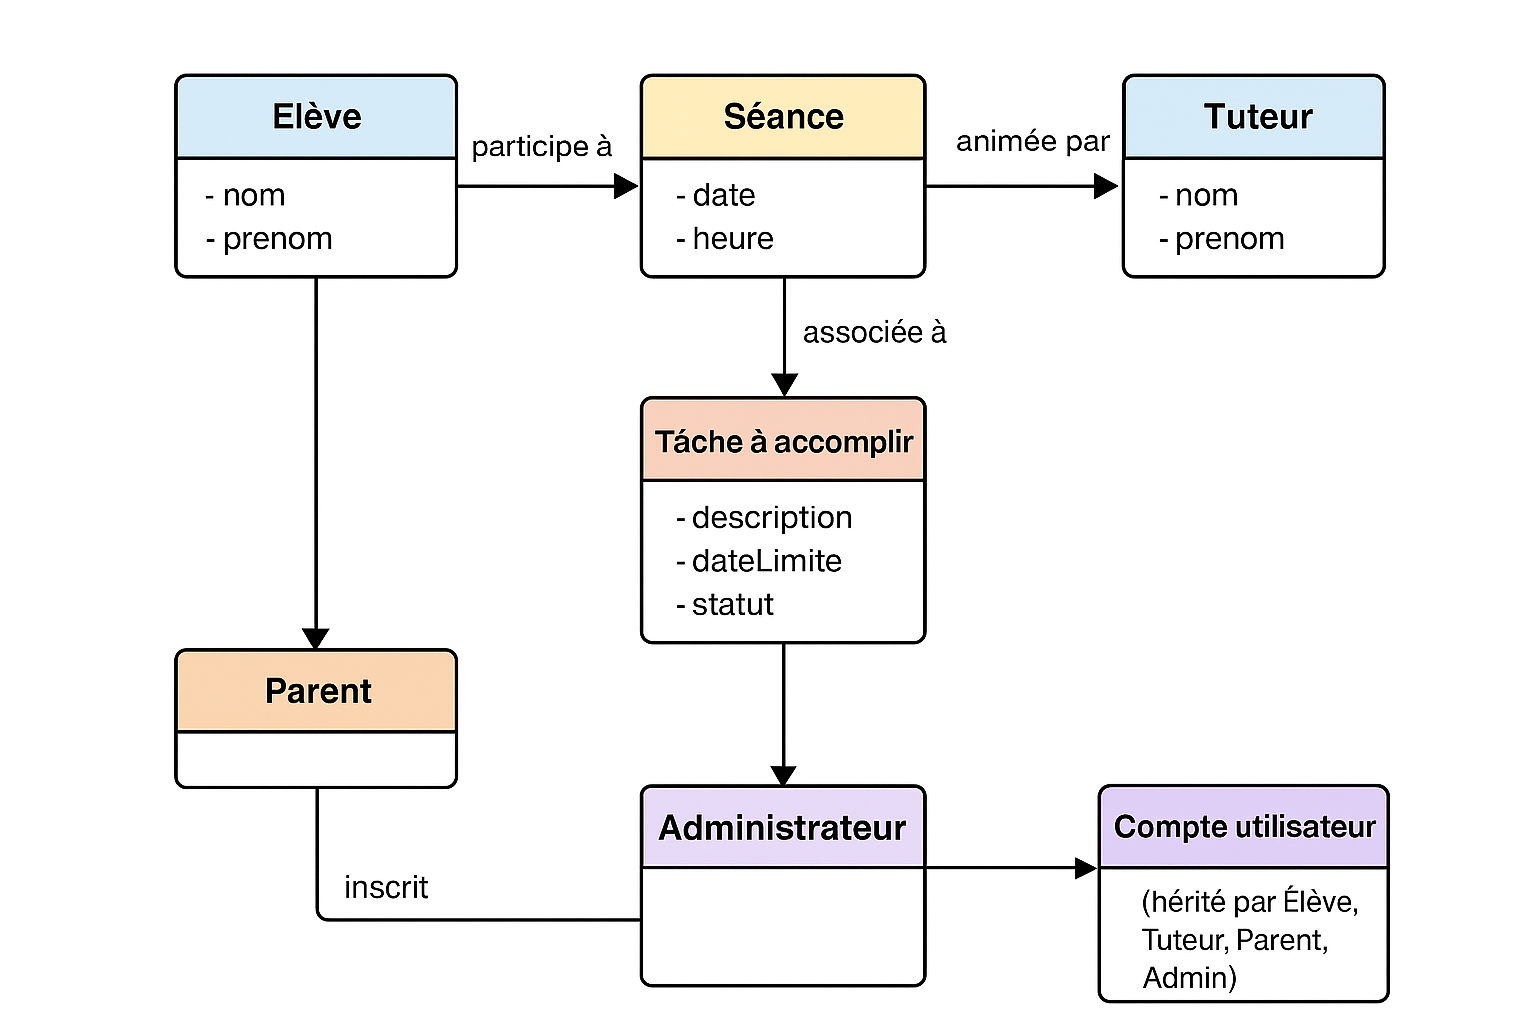 Elève
- nom
- prenom
participe à
Séance
- date
- heure
animée par
Tuteur
- nom
- prenom
associée à
Táche à accomplir
- description
- dateLimite
- statut
Parent
inscrit
Administrateur
Compte utilisateur
(hérité par Élève,
Tuteur, Parent,
Admin)